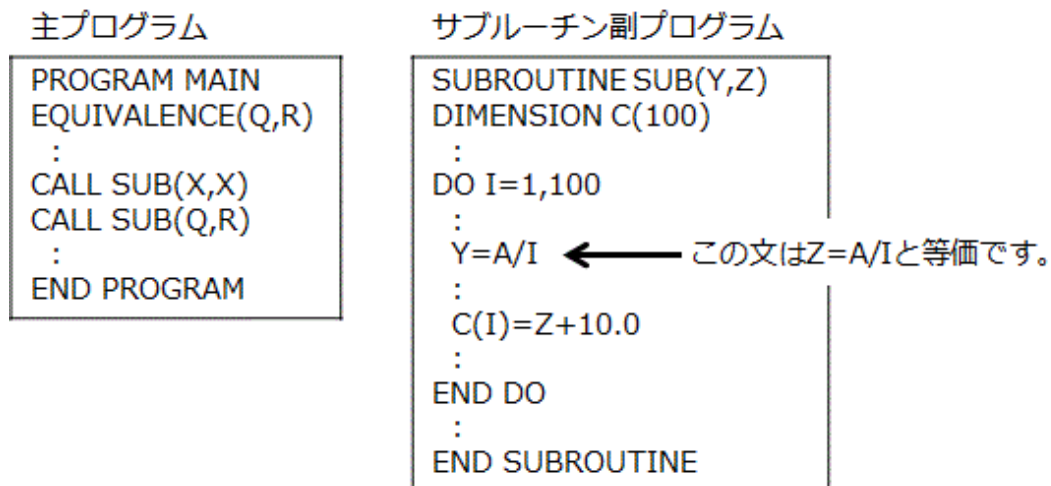 主プログラム
PROGRAM MAIN
EQUIVALENCE(Q,R)
:
CALL SUB(X,X)
CALL SUB(Q,R)
:
END PROGRAM
サブルーチン副プログラム
SUBROUTINE SUB(Y,Z)
DIMENSION C(100)
:
DO I=1,100
:
Y=A/I
この文はZ=A/Iと等価です。
:
C(I)=Z+10.0
:
END DO
:
END SUBROUTINE